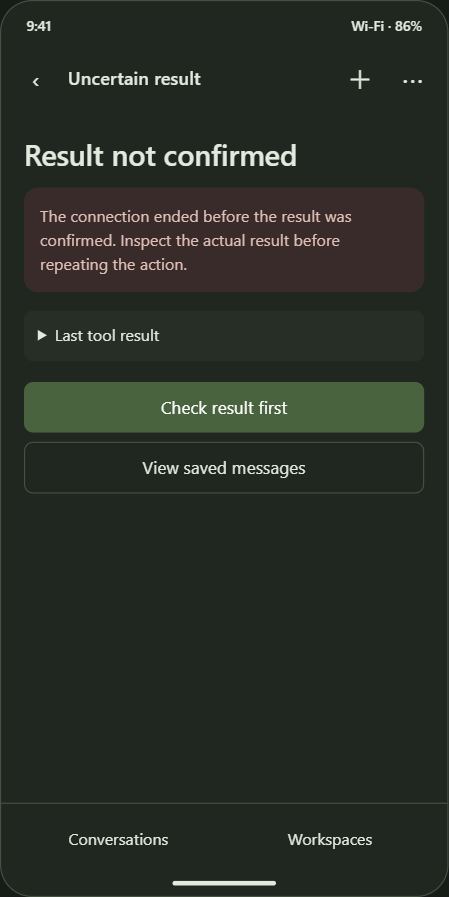 9:41
Wi-Fi · 86%
‹ Uncertain result + ...
Result not confirmed
The connection ended before the result was
confirmed. Inspect the actual result before
repeating the action.
▶ Last tool result
Check result first
View saved messages
Conversations
Workspaces